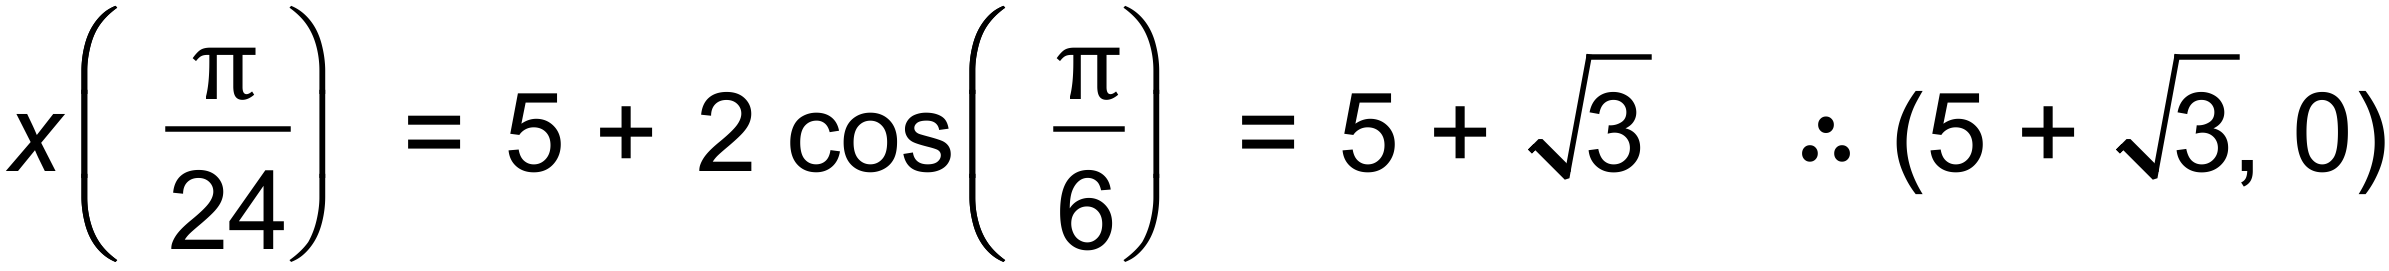 x(π/24) = 5 + 2 cos(π/6) = 5 + √3 ∴ (5 + √3, 0)